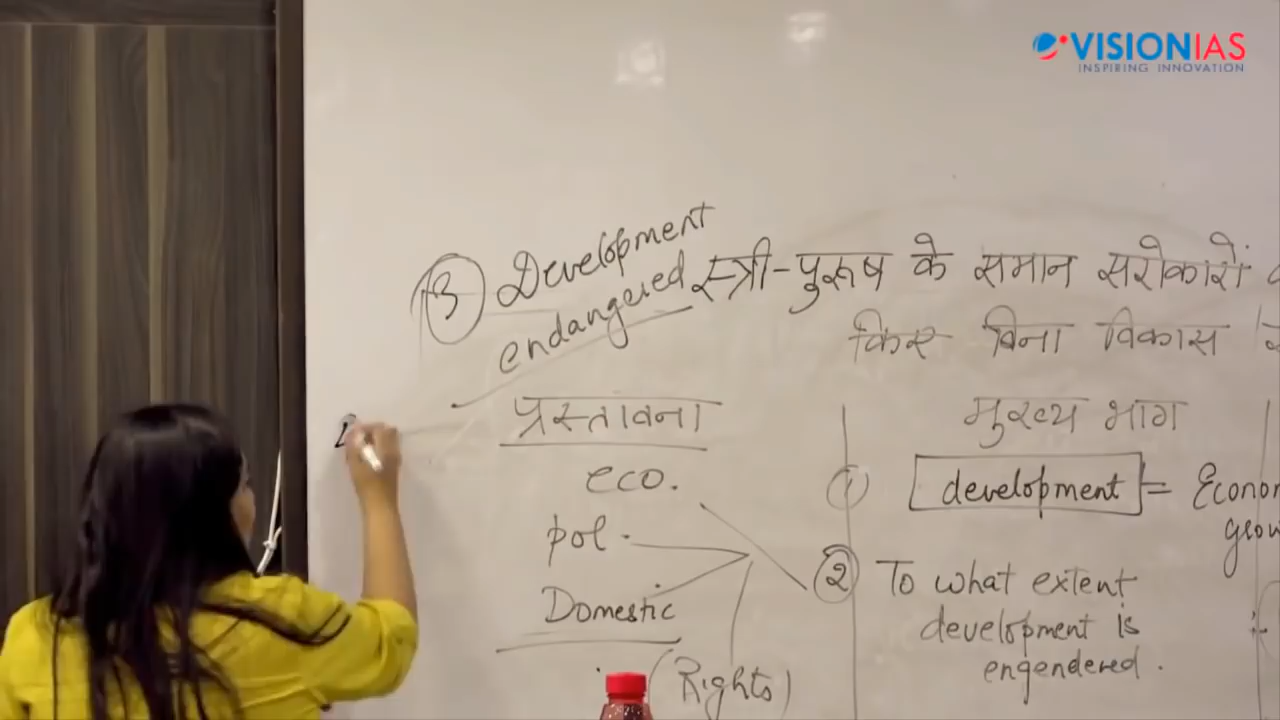 VISIONIAS
INSPIRING INNOVATION
3 Development
endangered
स्त्री-पुरूष के समान सरोकारों
किए बिना विकास
प्रस्तावना
eco.
pol.
Domestic
(Rights)
मुख्य भाग
1 development = Econom
grow
2 To what extent
development is
engendered.